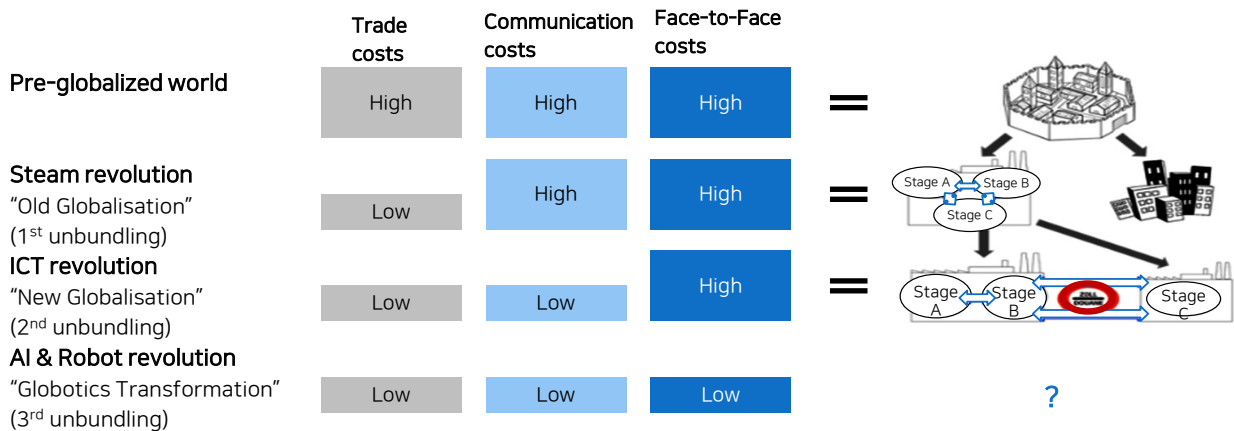 Trade costs
Communication costs
Face-to-Face costs
Pre-globalized world
High
High
High
=
Steam revolution
"Old Globalisation"
(1st unbundling)
Low
High
High
=
Stage A
Stage B
Stage C
ICT revolution
"New Globalisation"
(2nd unbundling)
Low
Low
High
=
Stage A
Stage B
ZOLL
DOUANE
Stage C
AI & Robot revolution
"Globotics Transformation"
(3rd unbundling)
Low
Low
Low
?